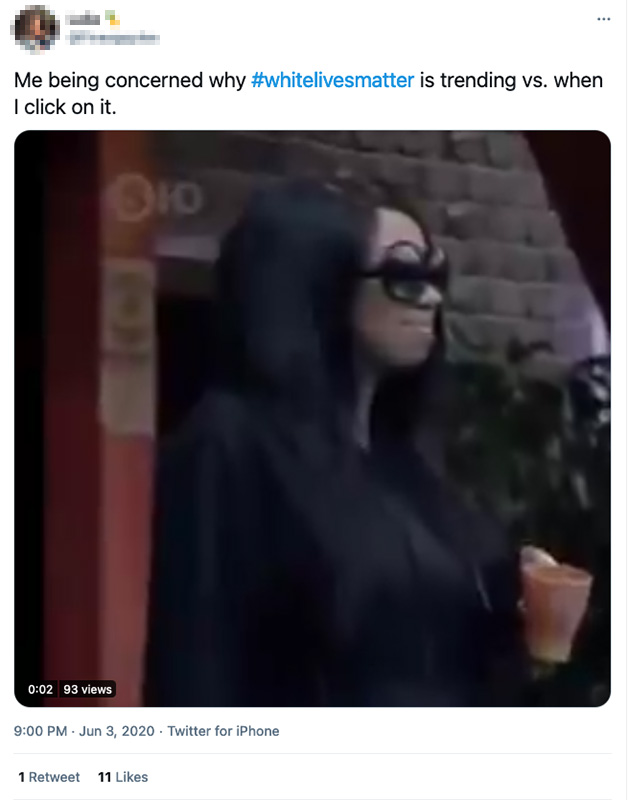 Me being concerned why #whitelivesmatter is trending vs. when
I click on it.
10
0:02 93 views
9:00 PM · Jun 3, 2020 · Twitter for iPhone
1 Retweet 11 Likes